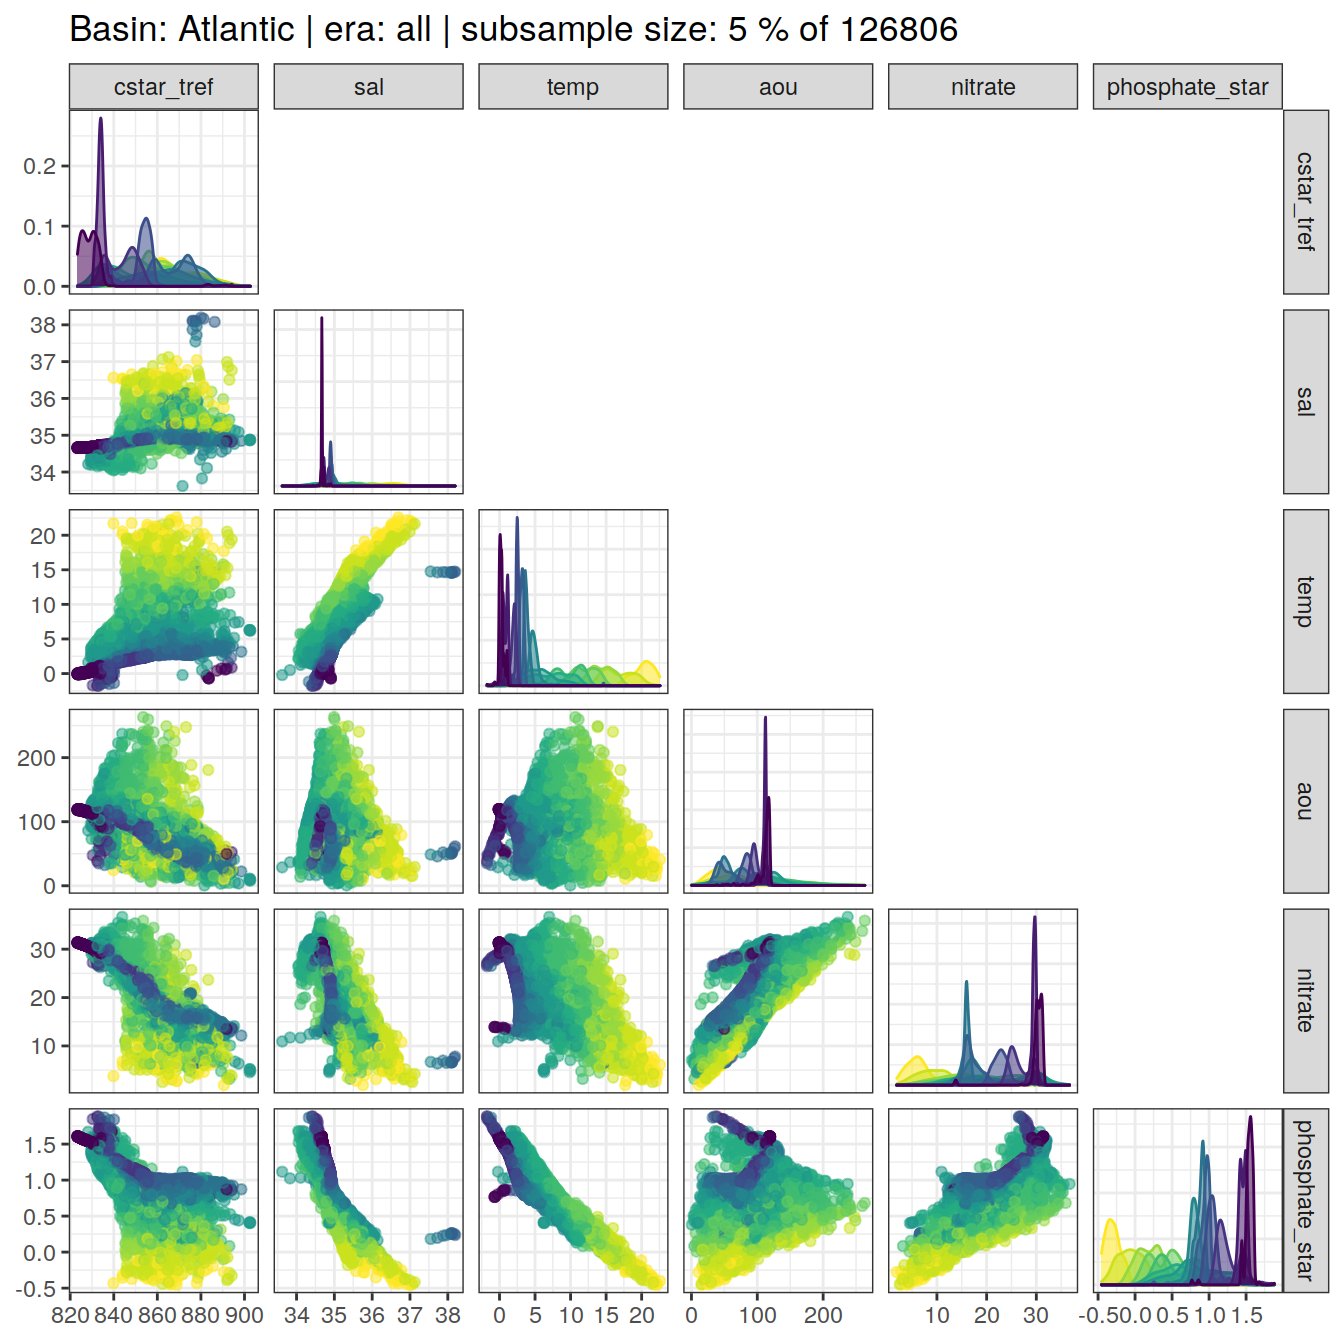 Basin: Atlantic | era: all | subsample size: 5 % of 126806
cstar_tref sal temp aou nitrate phosphate_star
0.2
0.1
0.0
cstar_tref
38
37
36
35
34
sal
20
15
10
5
0
temp
200
100
0
aou
30
20
10
nitrate
1.5
1.0
0.5
0.0
-0.5
phosphate_star
820 840 860 880 900 34 35 36 37 38 0 5 10 15 20 0 100 200 10 20 30 -0.5 0.0 0.5 1.0 1.5